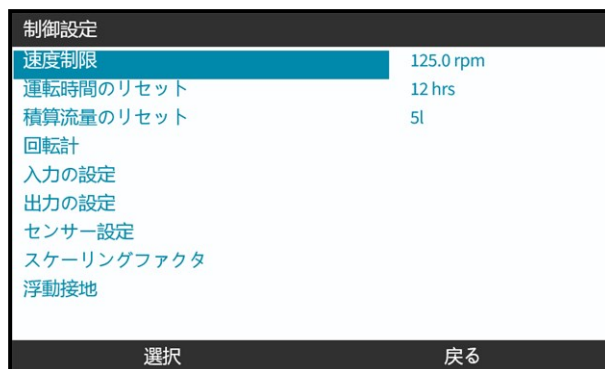 制御設定
速度制限 125.0 rpm
運転時間のリセット 12 hrs
積算流量のリセット 5l
回転計
入力の設定
出力の設定
センサー設定
スケーリングファクタ
浮動接地
選択 戻る